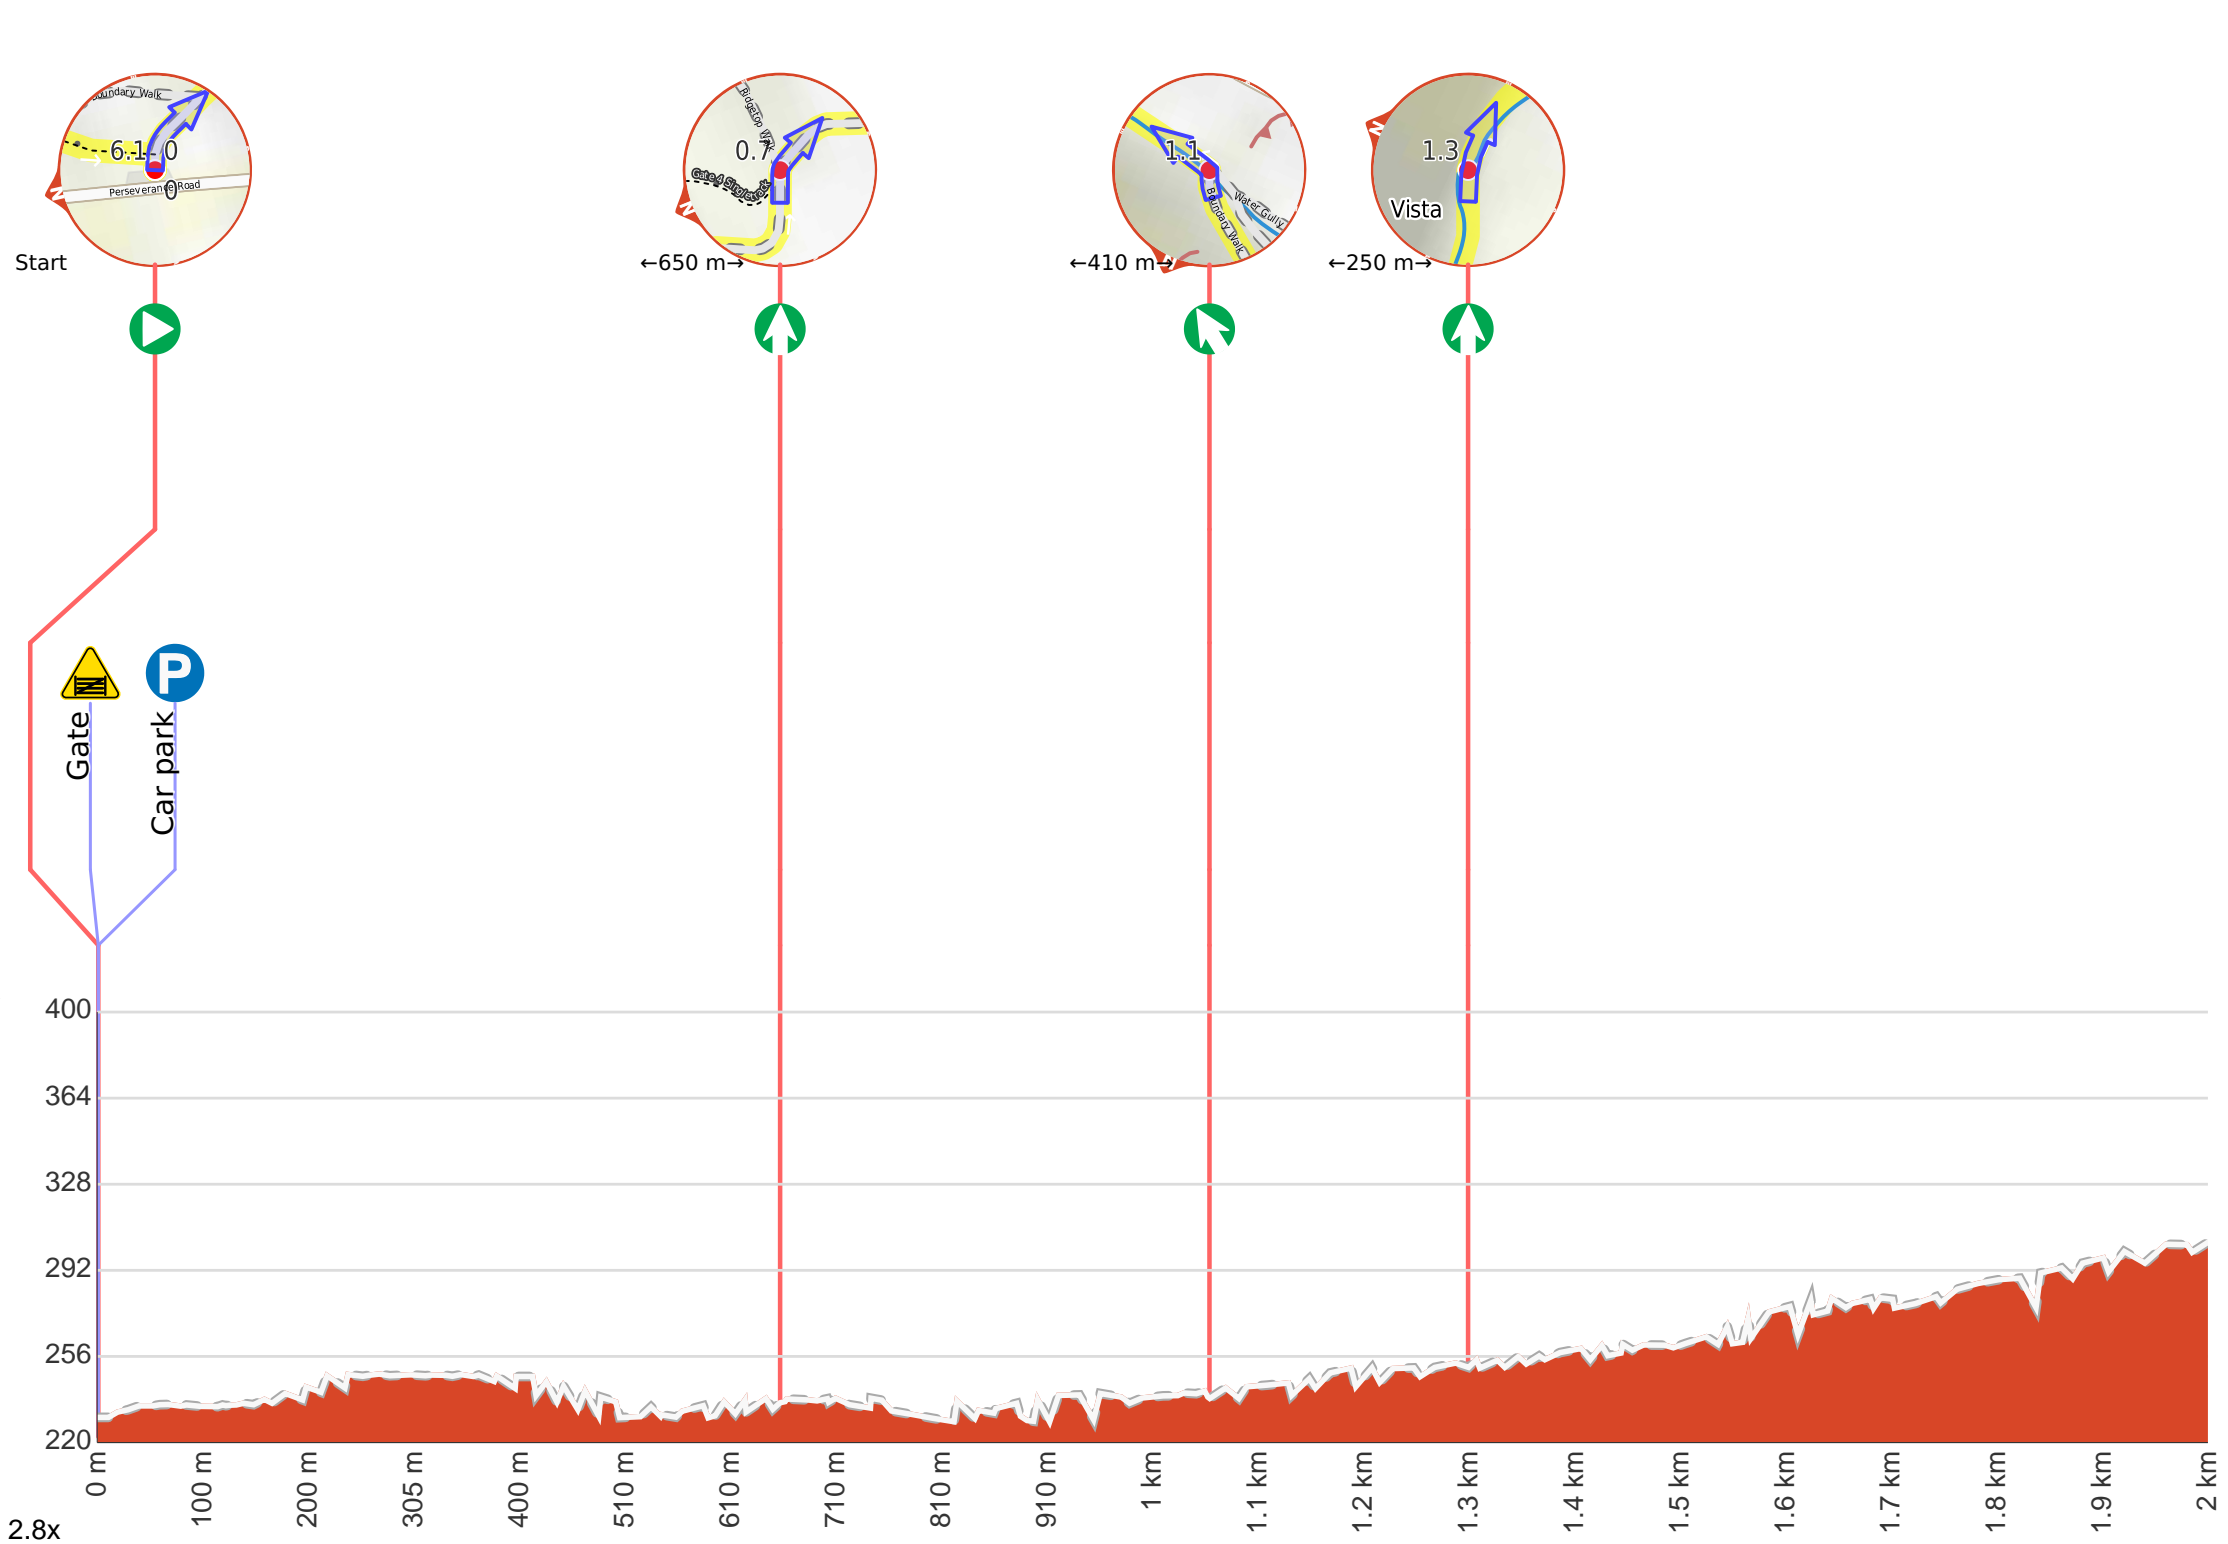 oundary Walk
6.1
0
Perseverance Road
0
N
Start
Ridgetop Walk
0.7
Gate 4 Singletrack
N
←650 m→
1.1
Boundary Walk
Water Gully
←410 m→
N
1.3
Vista
←250 m→
P
Gate
Car park
400
364
328
292
256
220
0 m
100 m
200 m
305 m
400 m
510 m
610 m
710 m
810 m
910 m
1 km
1.1 km
1.2 km
1.3 km
1.4 km
1.5 km
1.6 km
1.7 km
1.8 km
1.9 km
2 km
2.8x